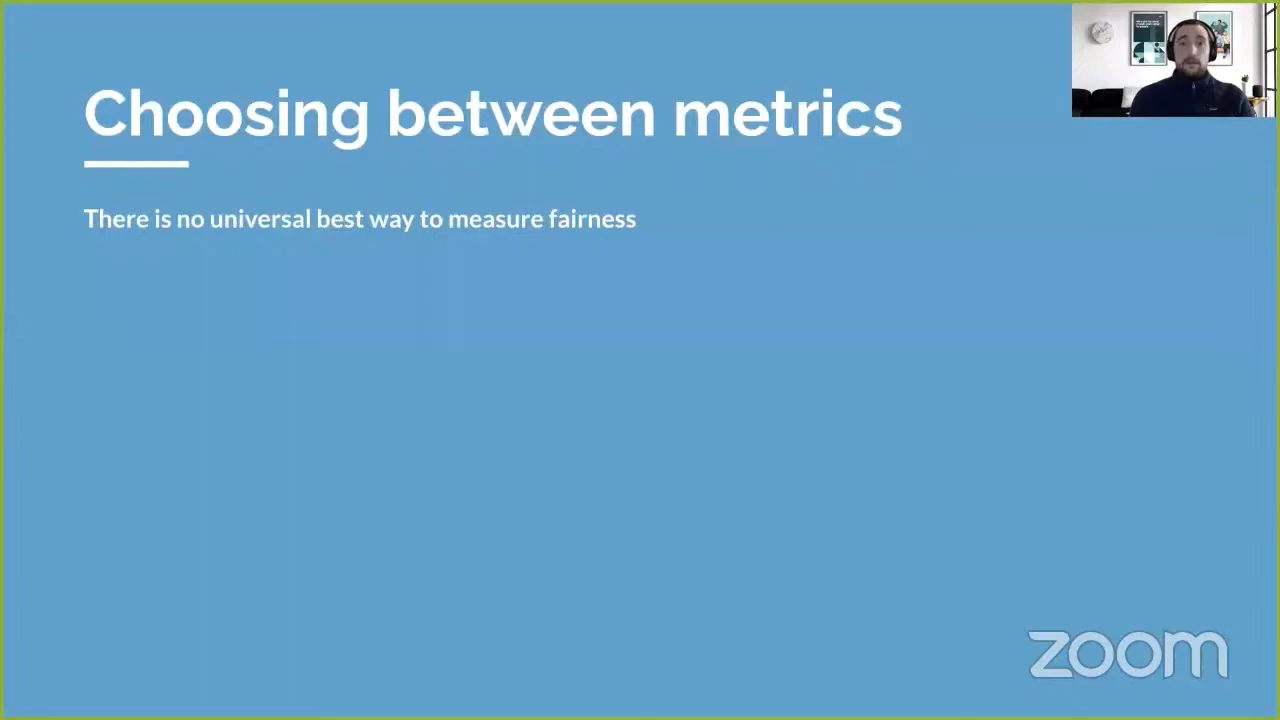 Choosing between metrics
There is no universal best way to measure fairness
zoom